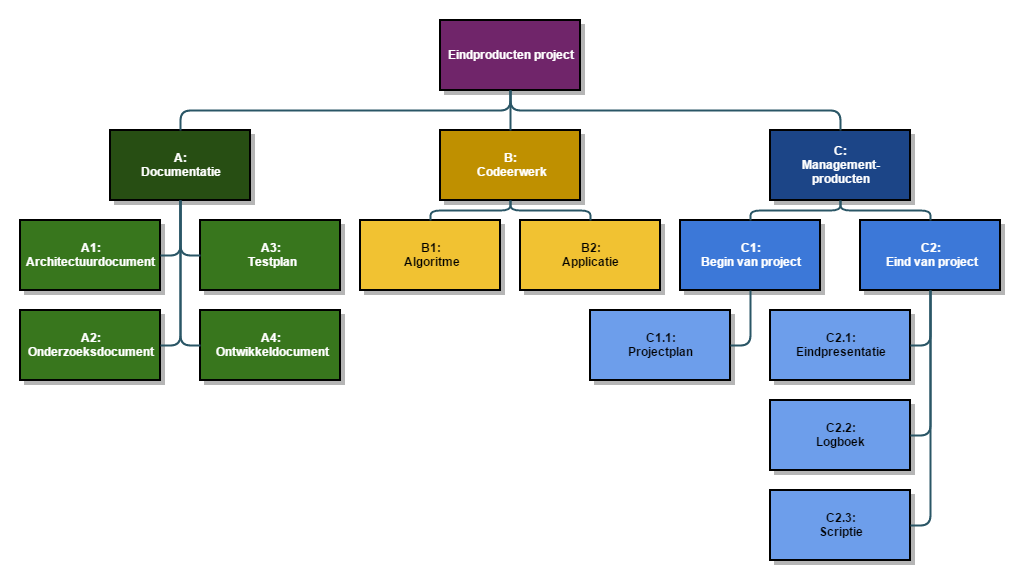 Eindproducten project
A:
Documentatie
B:
Codeerwerk
C:
Management-
producten
A1:
Architectuurdocument
A3:
Testplan
B1:
Algoritme
B2:
Applicatie
C1:
Begin van project
C2:
Eind van project
A2:
Onderzoeksdocument
A4:
Ontwikkeldocument
C1.1:
Projectplan
C2.1:
Eindpresentatie
C2.2:
Logboek
C2.3:
Scriptie